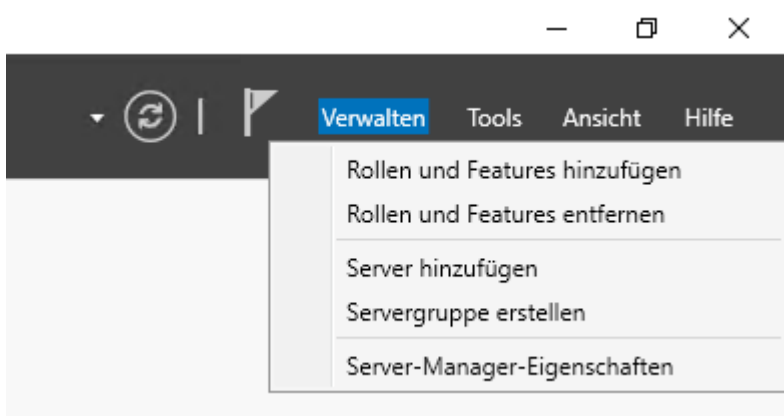 Verwalten Tools Ansicht Hilfe
Rollen und Features hinzufügen
Rollen und Features entfernen
Server hinzufügen
Servergruppe erstellen
Server-Manager-Eigenschaften